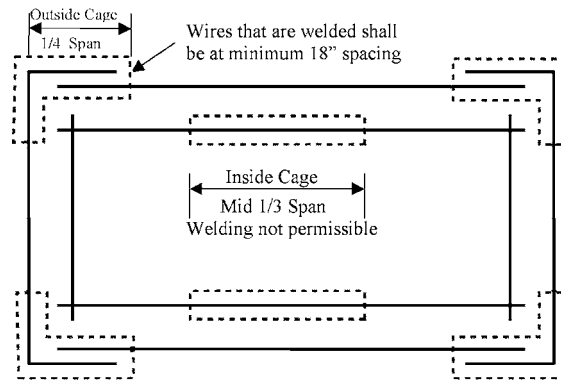 Outside Cage
1/4 Span
Wires that are welded shall
be at minimum 18” spacing
Inside Cage
Mid 1/3 Span
Welding not permissible